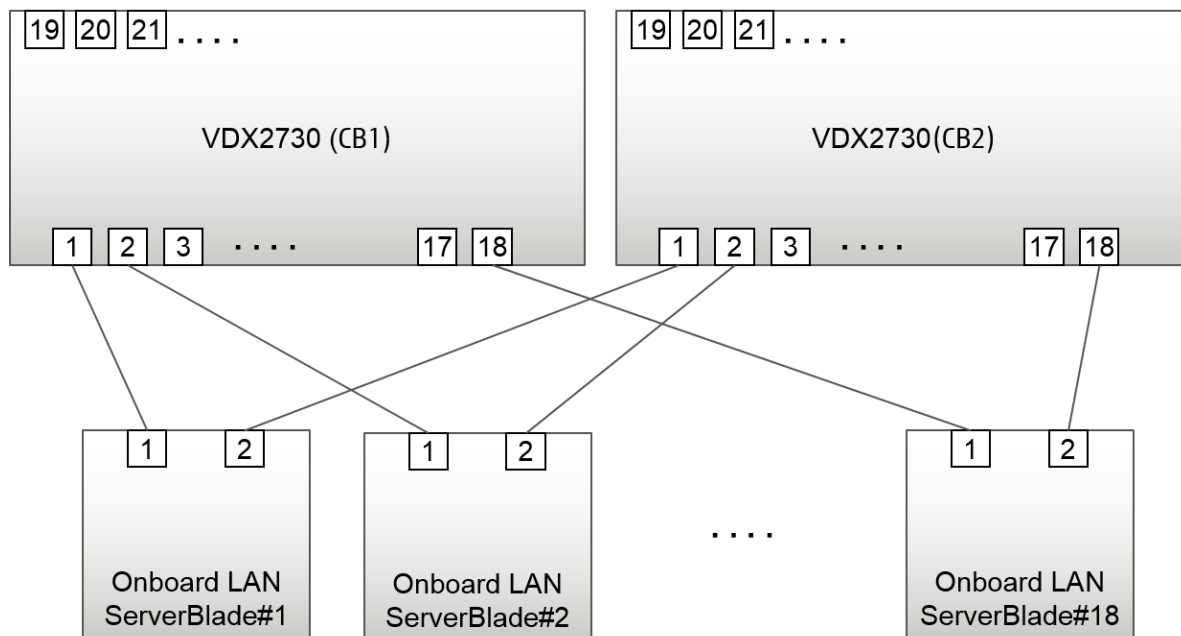 19 20 21 . . . .
19 20 21 . . . .
VDX2730 (CB1)
VDX2730(CB2)
1 2 3 . . . . 17 18
1 2 3 . . . . 17 18
1 2
1 2
1 2
. . . .
Onboard LAN
ServerBlade#1
Onboard LAN
ServerBlade#2
Onboard LAN
ServerBlade#18